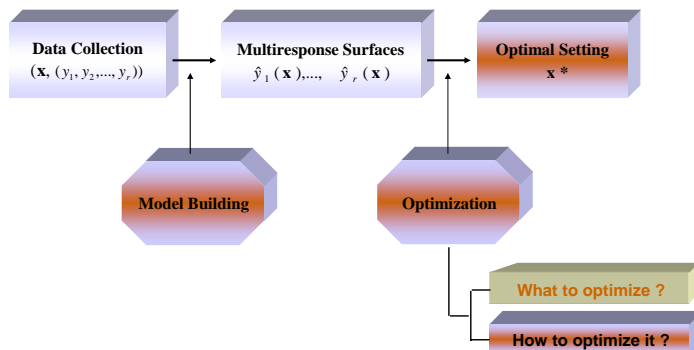 Data Collection
(x, (y₁, y₂,..., yᵣ))
Multiresponse Surfaces
ŷ₁(x),..., ŷᵣ(x)
Optimal Setting
x *
Model Building
Optimization
What to optimize ?
How to optimize it ?